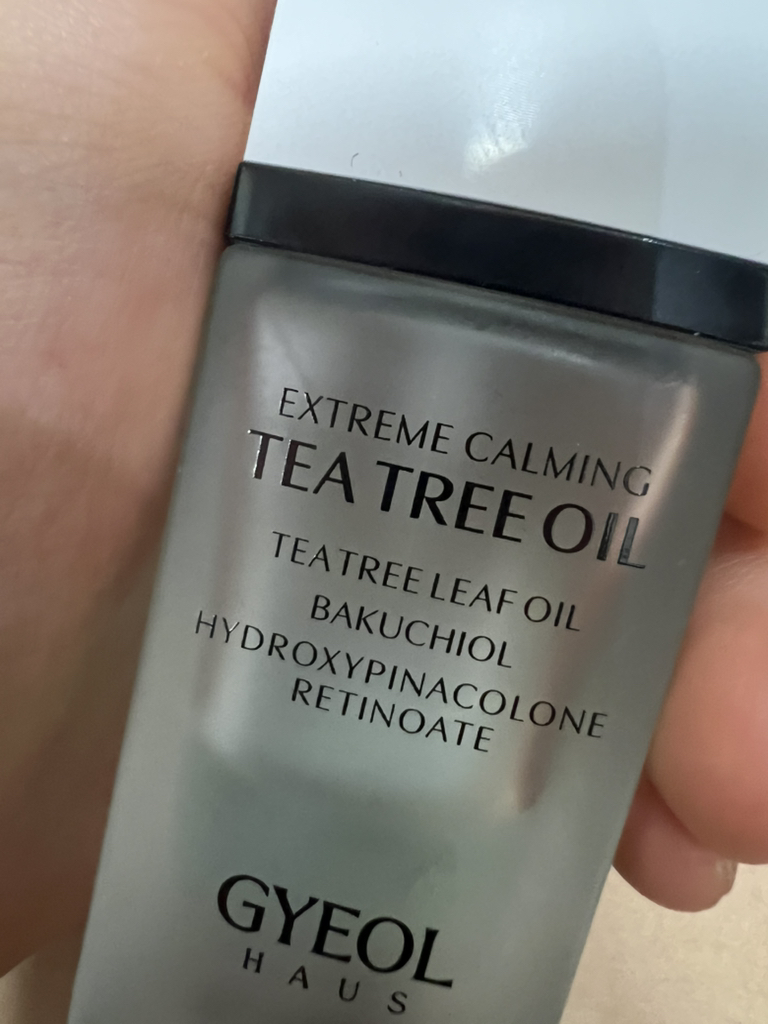 EXTREME CALMING
TEA TREE OIL
TEA TREE LEAF OIL
BAKUCHIOL
HYDROXYPINACOLONE
RETINOATE
GYEOL
HAUS